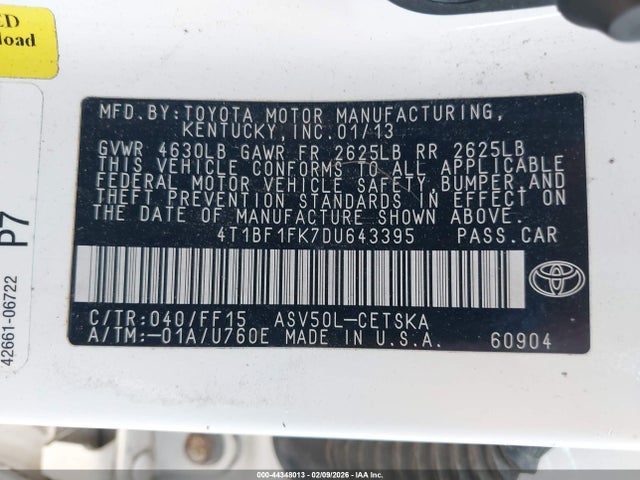 ED
load
MFD.BY:TOYOTA MOTOR MANUFACTURING,
KENTUCKY,INC.01/13
GVWR 4630LB GAWR FR 2625LB RR 2625LB
THIS VEHICLE CONFORMS TO ALL APPLICABLE
FEDERAL MOTOR VEHICLE SAFETY,BUMPER,AND
THEFT PREVENTION STANDARDS IN EFFECT ON
THE DATE OF MANUFACTURE SHOWN ABOVE.
4T1BF1FK7DU643395 PASS.CAR
C/TR:040/FF15 ASV50L-CETSKA
A/TM:-01A/U760E MADE IN U.S.A. 60904
TOYOTA
P7
42661-06722
000-44348013 - 02/09/2026 - IAA Inc.